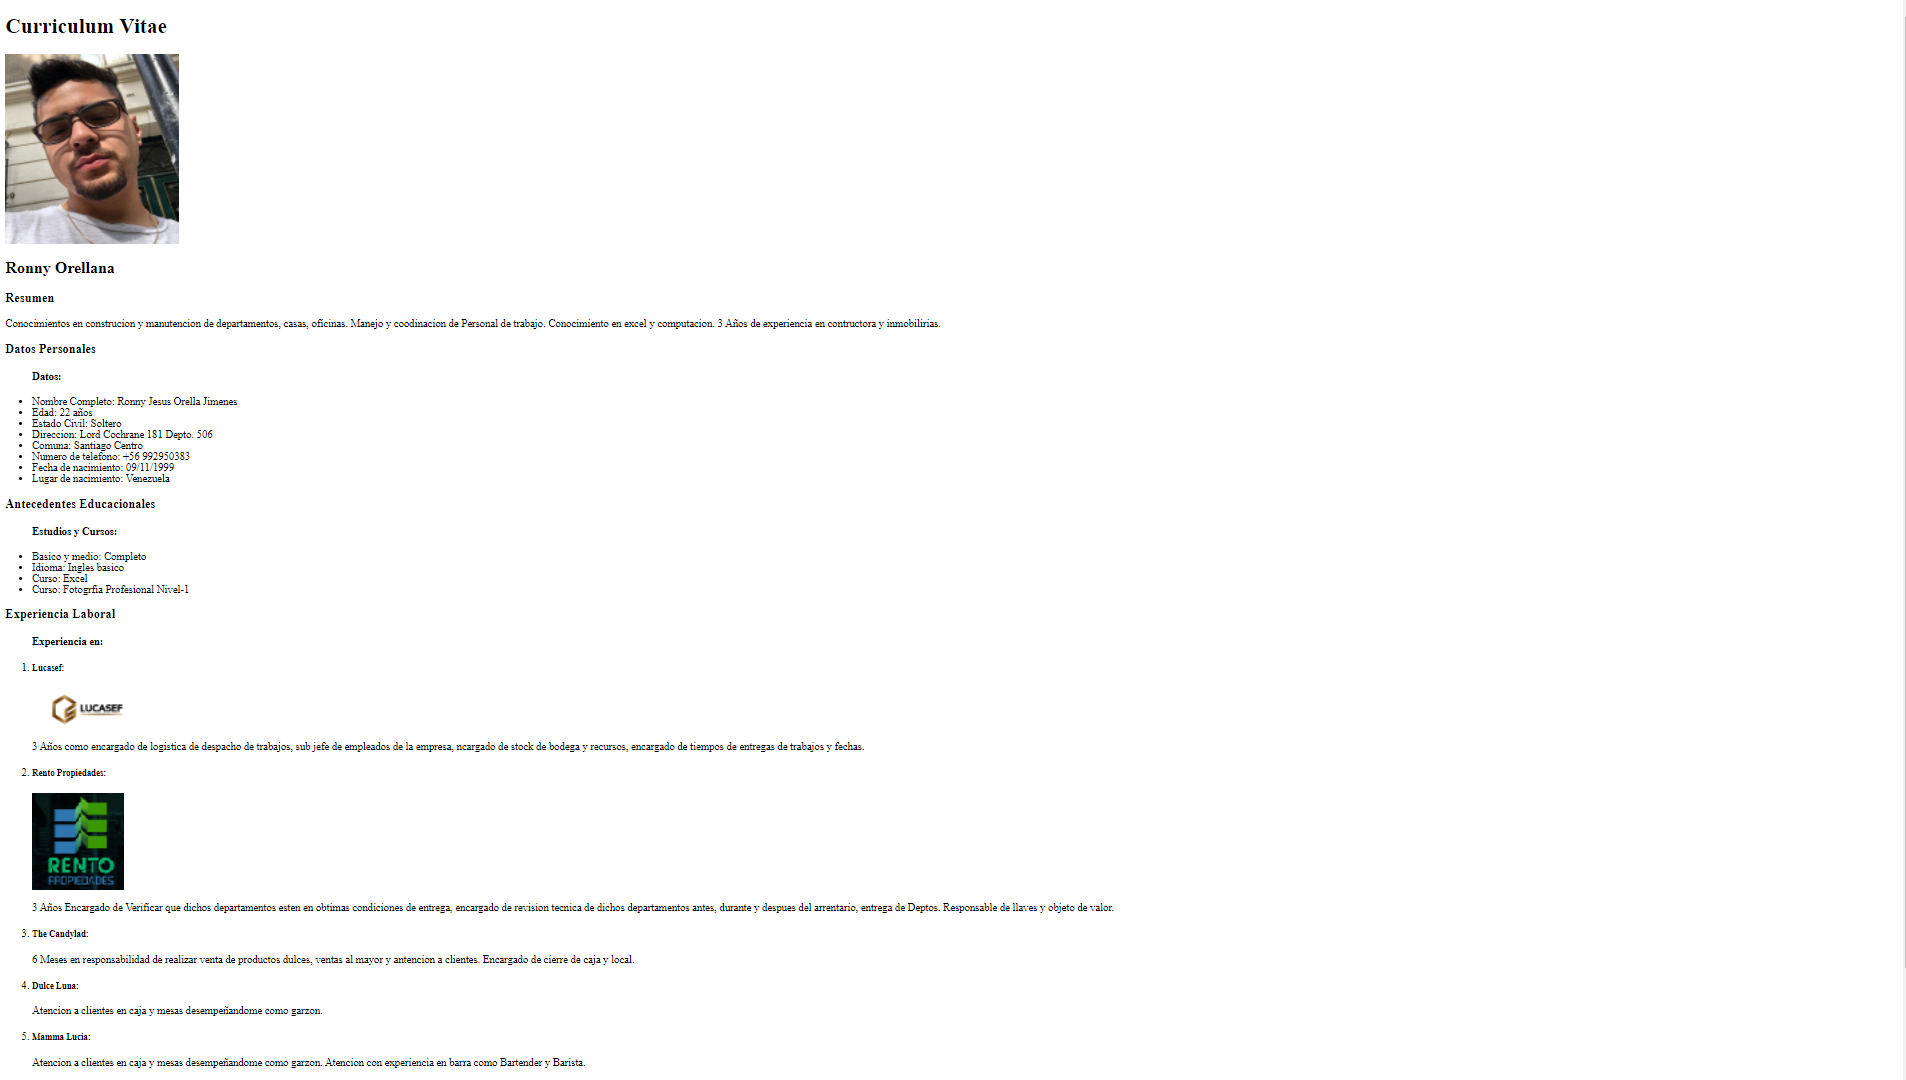 Curriculum Vitae
Ronny Orellana
Resumen
Conocimientos en construcion y manutencion de departamentos, casas, oficinas. Manejo y coodinacion de Personal de trabajo. Conocimiento en excel y computacion. 3 Años de experiencia en contructora y inmobilirias.
Datos Personales
Datos:
• Nombre Completo: Ronny Jesus Orella Jimenes
• Edad: 22 años
• Estado Civil: Soltero
• Direccion: Lord Cochrane 181 Depto. 506
• Comuna: Santiago Centro
• Numero de telefono: +56 992950383
• Fecha de nacimiento: 09/11/1999
• Lugar de nacimiento: Venezuela
Antecedentes Educacionales
Estudios y Cursos:
• Basico y medio: Completo
• Idioma: Ingles basico
• Curso: Excel
• Curso: Fotogrfia Profesional Nivel-1
Experiencia Laboral
Experiencia en:
1. Lucasef:
LUCASEF
3 Años como encargado de logistica de despacho de trabajos, sub jefe de empleados de la empresa, ncargado de stock de bodega y recursos, encargado de tiempos de entregas de trabajos y fechas.
2. Rento Propiedades:
RENTO
PROPIEDADES
3 Años Encargado de Verificar que dichos departamentos esten en obtimas condiciones de entrega, encargado de revision tecnica de dichos departamentos antes, durante y despues del arrentario, entrega de Deptos. Responsable de llaves y objeto de valor.
3. The Candylad:
6 Meses en responsabilidad de realizar venta de productos dulces, ventas al mayor y antencion a clientes. Encargado de cierre de caja y local.
4. Dulce Luna:
Atencion a clientes en caja y mesas desempeñandome como garzon.
5. Mamma Lucia:
Atencion a clientes en caja y mesas desempeñandome como garzon. Atencion con experiencia en barra como Bartender y Barista.